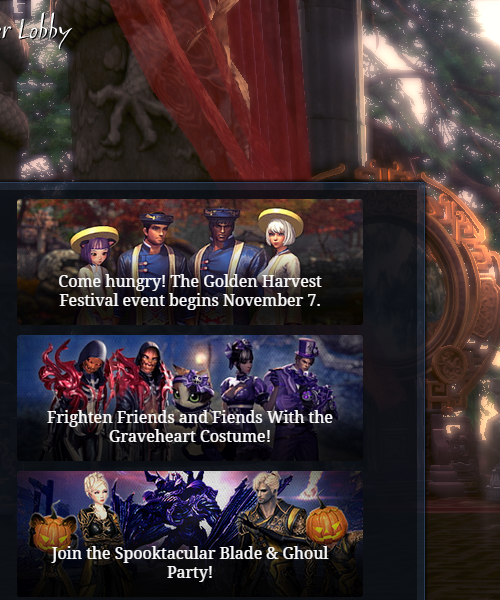 Lobby
Come hungry! The Golden Harvest
Festival event begins November 7.
Frighten Friends and Fiends With the
Graveheart Costume!
Join the Spooktacular Blade & Ghoul
Party!